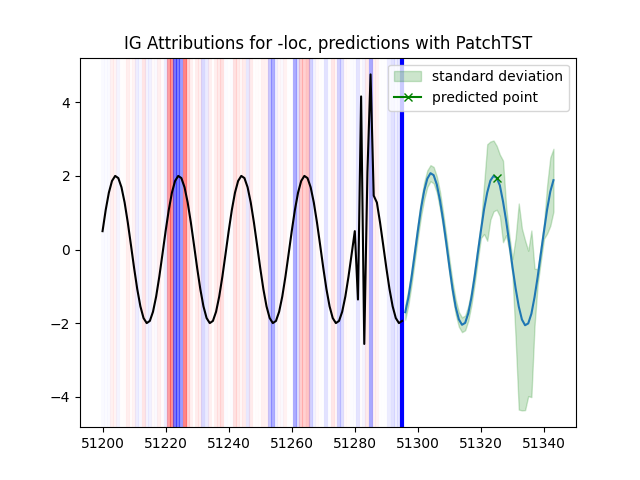 IG Attributions for -loc, predictions with PatchTST
standard deviation
predicted point
4
2
0
−2
−4
51200 51220 51240 51260 51280 51300 51320 51340